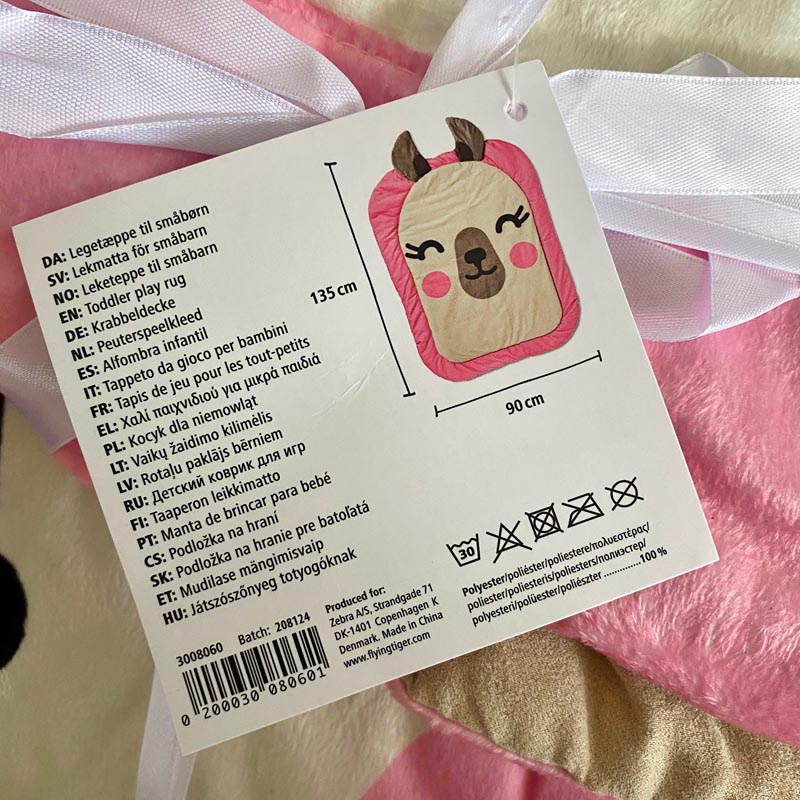 DA: Legetæppe til småbørn
SV: Lekmatta för småbarn
NO: Leketeppe til småbarn
EN: Toddler play rug
DE: Krabbeldecke
NL: Peuterspeelkleed
ES: Alfombra infantil
IT: Tappeto da gioco per bambini
FR: Tapis de jeu pour les tout-petits
EL: Χαλί παιχνιδιού για μικρά παιδιά
PL: Kocyk dla niemowląt
LT: Vaikų žaidimo kilimėlis
LV: Rotaļu paklājs bērniem
RU: Детский коврик для игр
FI: Taaperon leikkimatto
PT: Manta de brincar para bebé
CS: Podložka na hraní
SK: Podložka na hranie pre batoľatá
ET: Mudilase mängimisvaip
HU: Játszószőnyeg totyogóknak
135 cm
90 cm
30
Polyester/poliéster/poliestere/πολυεστέρας/
poliester/poliesteris/poliesters/полиэстер/
polyesteri/polüester/poliészter .............100 %
3008060 Batch: 208124
0 200030 080601
Produced for:
Zebra A/S, Strandgade 71
DK-1401 Copenhagen K
Denmark. Made in China
www.flyingtiger.com